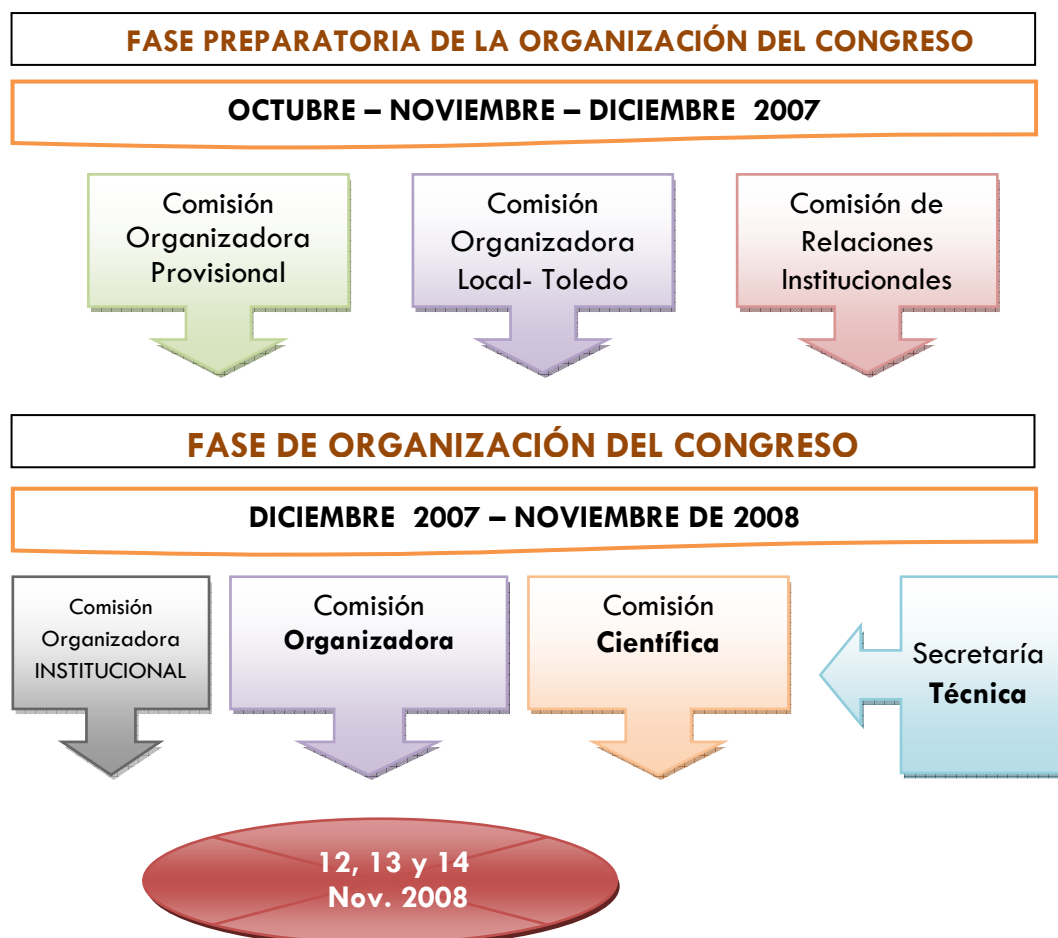 FASE PREPARATORIA DE LA ORGANIZACIÓN DEL CONGRESO
OCTUBRE – NOVIEMBRE – DICIEMBRE 2007
Comisión
Organizadora
Provisional
Comisión
Organizadora
Local- Toledo
Comisión de
Relaciones
Institucionales
FASE DE ORGANIZACIÓN DEL CONGRESO
DICIEMBRE 2007 – NOVIEMBRE DE 2008
Comisión
Organizadora
INSTITUCIONAL
Comisión
Organizadora
Comisión
Científica
Secretaría
Técnica
12, 13 y 14
Nov. 2008